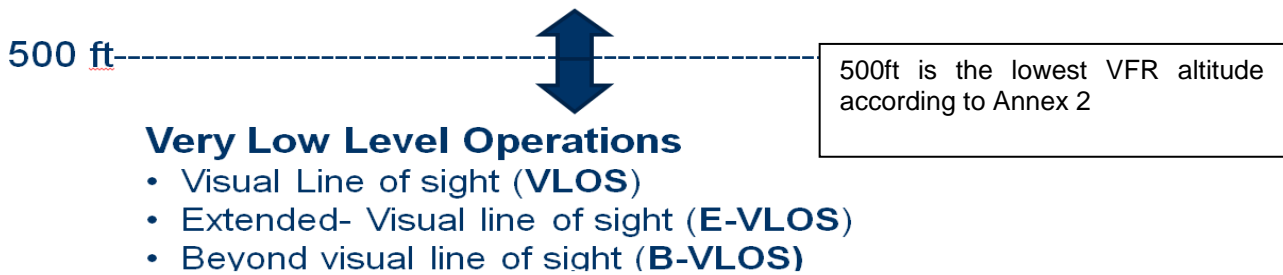 500 ft
500ft is the lowest VFR altitude
according to Annex 2
Very Low Level Operations
• Visual Line of sight (VLOS)
• Extended- Visual line of sight (E-VLOS)
• Beyond visual line of sight (B-VLOS)